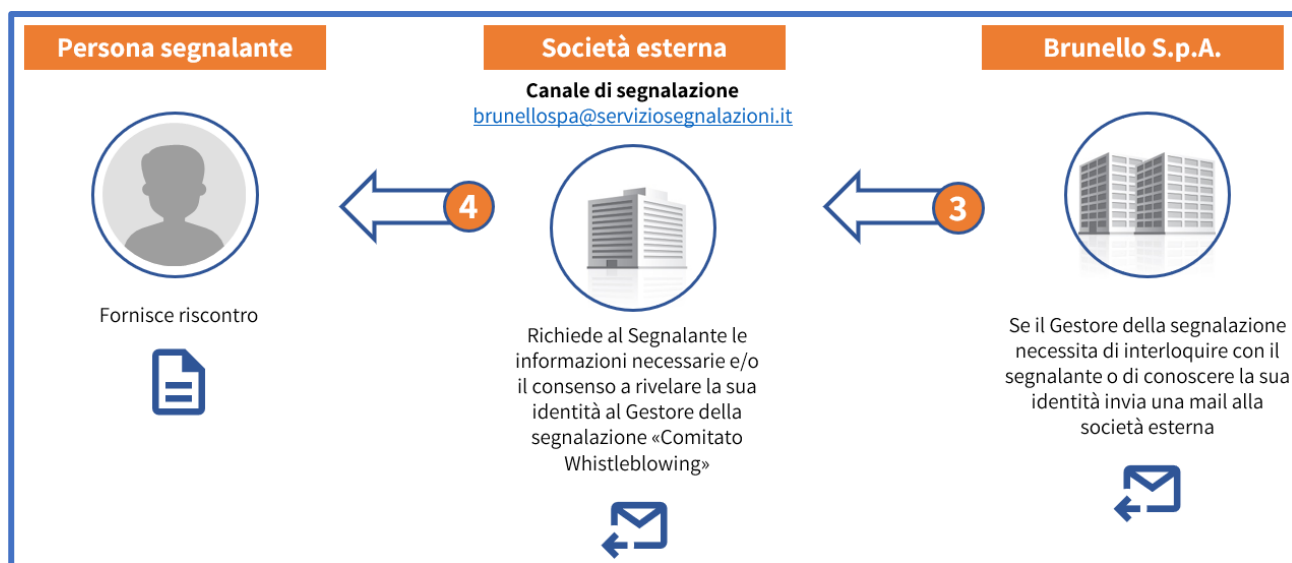 Persona segnalante
Società esterna
Brunello S.p.A.
Canale di segnalazione
brunellospa@serviziosegnalazioni.it
4
3
Fornisce riscontro
Richiede al Segnalante le
informazioni necessarie e/o
il consenso a rivelare la sua
identità al Gestore della
segnalazione «Comitato
Whistleblowing»
Se il Gestore della segnalazione
necessita di interloquire con il
segnalante o di conoscere la sua
identità invia una mail alla
società esterna